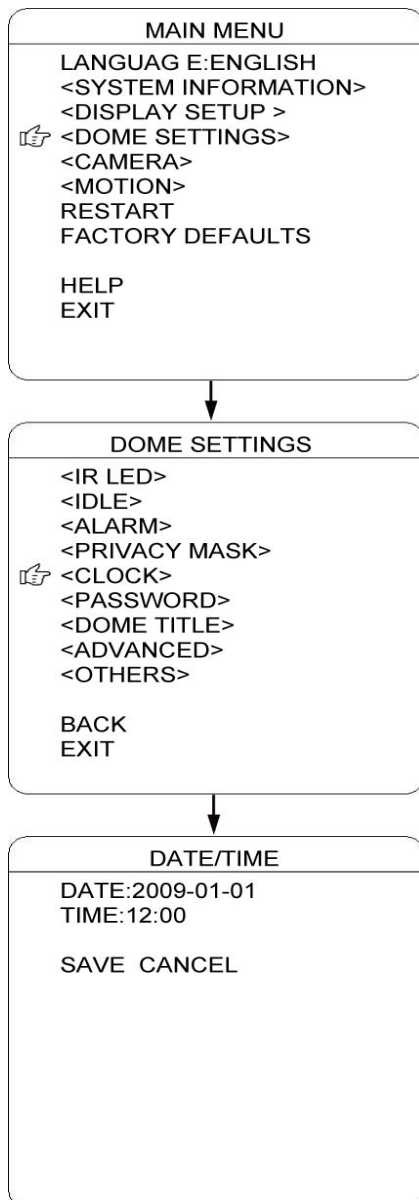 MAIN MENU
LANGUAG E:ENGLISH
<SYSTEM INFORMATION>
<DISPLAY SETUP >
<DOME SETTINGS>
<CAMERA>
<MOTION>
RESTART
FACTORY DEFAULTS
HELP
EXIT
DOME SETTINGS
<IR LED>
<IDLE>
<ALARM>
<PRIVACY MASK>
<CLOCK>
<PASSWORD>
<DOME TITLE>
<ADVANCED>
<OTHERS>
BACK
EXIT
DATE/TIME
DATE:2009-01-01
TIME:12:00
SAVE CANCEL